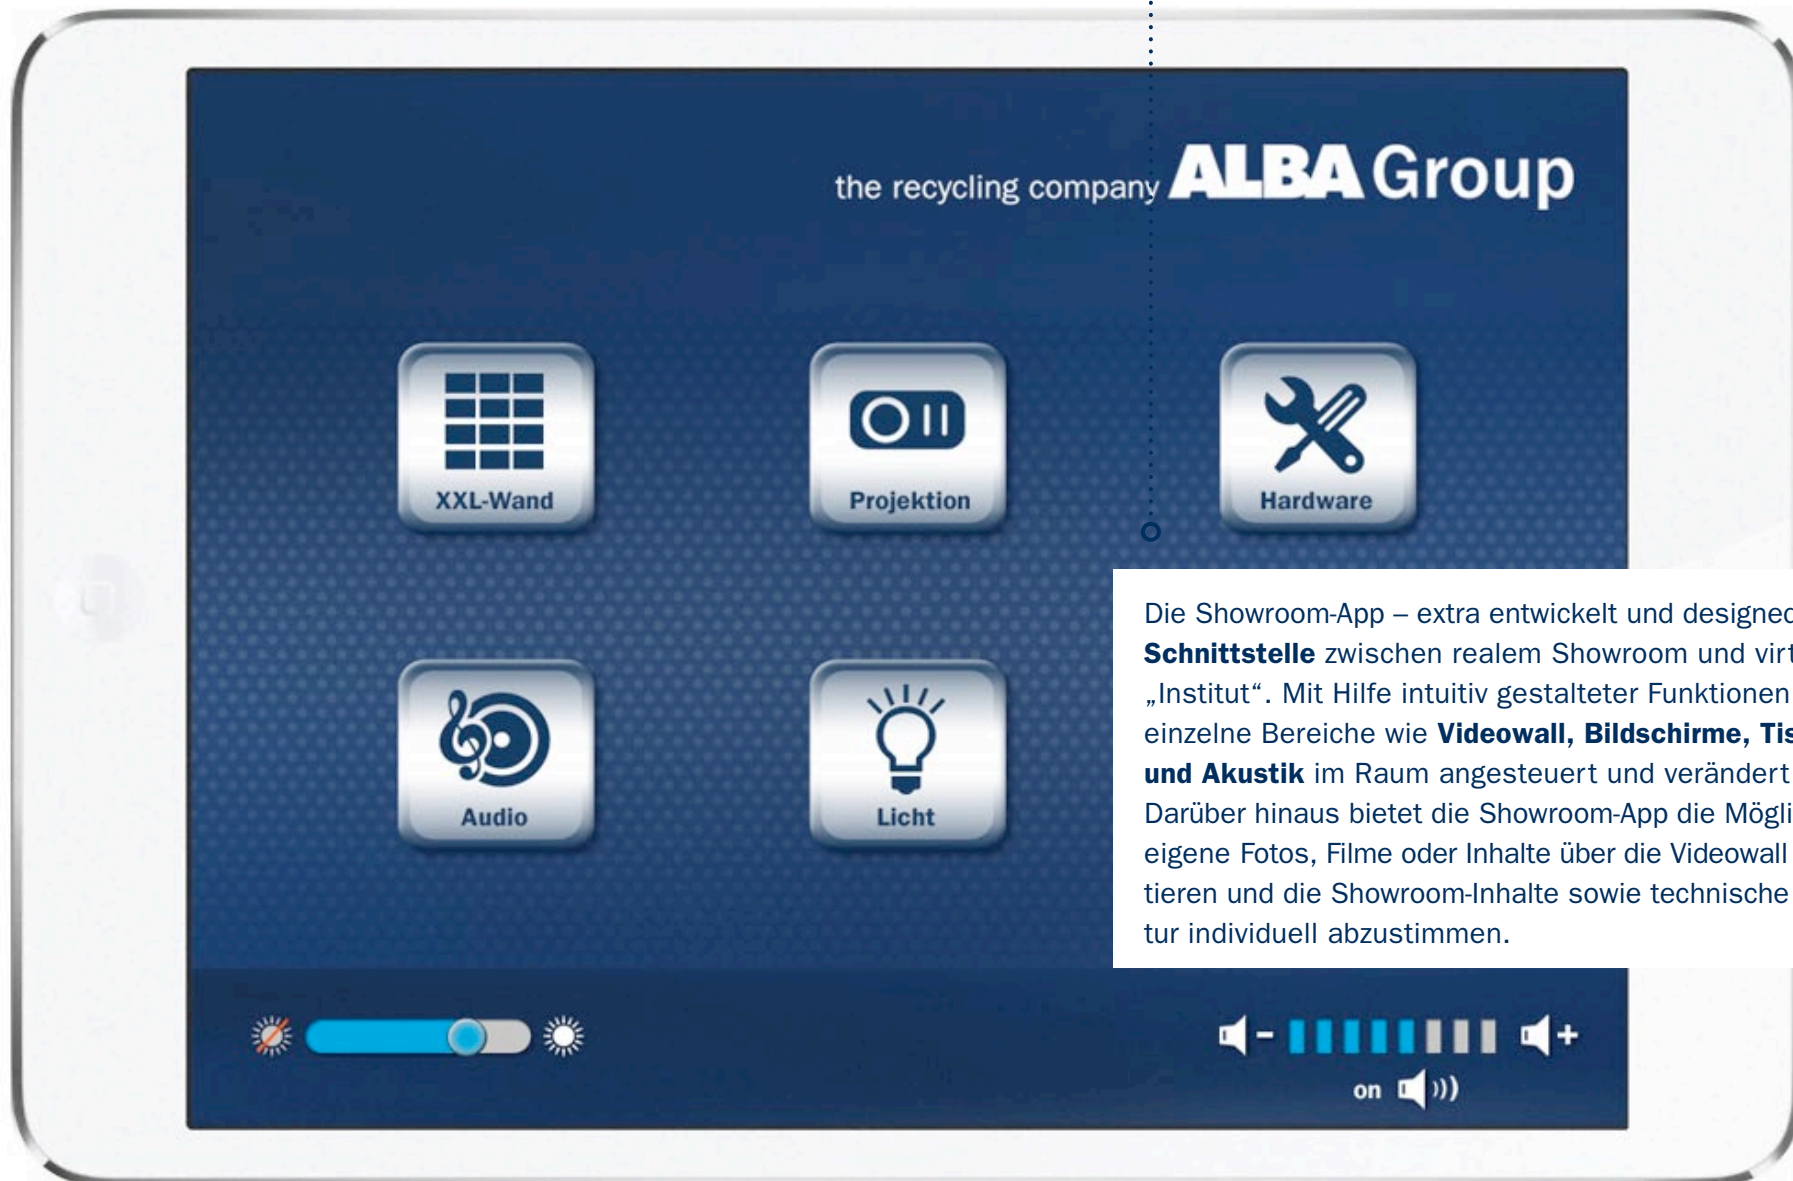 the recycling company ALBA Group
XXL-Wand
Projektion
Hardware
Audio
Licht
Die Showroom-App – extra entwickelt und designed
Schnittstelle zwischen realem Showroom und virt
„Institut“. Mit Hilfe intuitiv gestalteter Funktionen
einzelne Bereiche wie Videowall, Bildschirme, Tis
und Akustik im Raum angesteuert und verändert
Darüber hinaus bietet die Showroom-App die Mögli
eigene Fotos, Filme oder Inhalte über die Videowall
tieren und die Showroom-Inhalte sowie technische
tur individuell abzustimmen.
- +
on